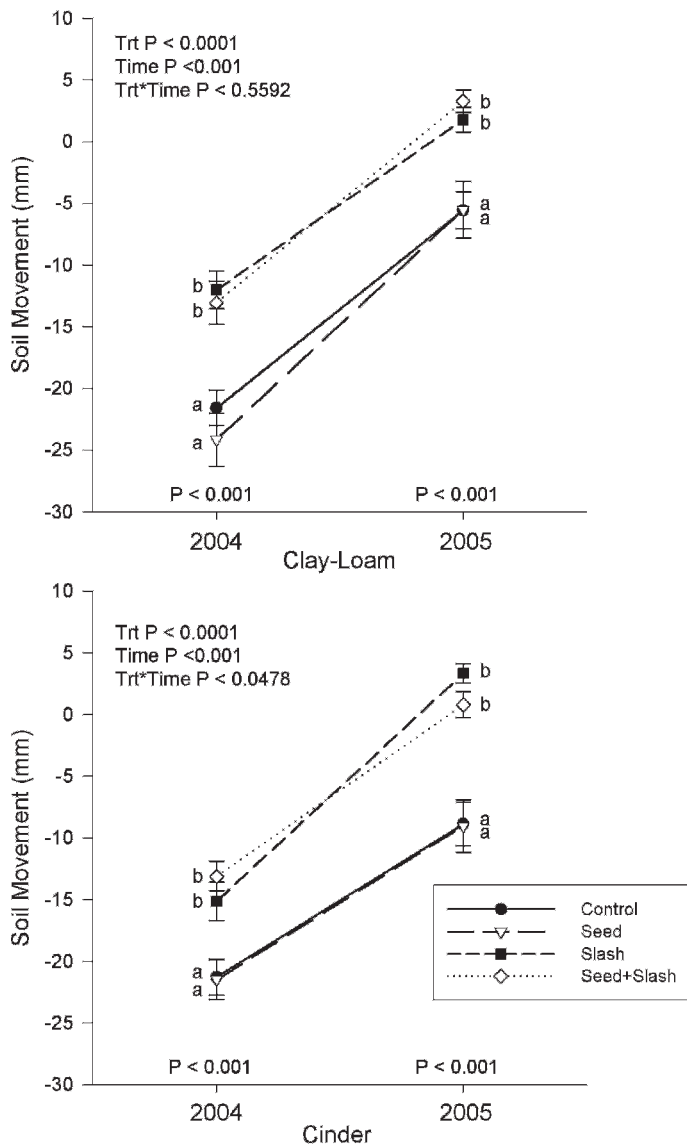 10
Trt P < 0.0001
Time P <0.001
Trt*Time P < 0.5592
5
0
-5
-10
-15
-20
-25
-30
Soil Movement (mm)
b
b
a
a
b
b
a
a
P < 0.001
P < 0.001
2004
2005
Clay-Loam
10
Trt P < 0.0001
Time P <0.001
Trt*Time P < 0.0478
5
0
-5
-10
-15
-20
-25
-30
Soil Movement (mm)
b
b
a
a
b
b
a
a
Control
Seed
Slash
Seed+Slash
P < 0.001
P < 0.001
2004
2005
Cinder